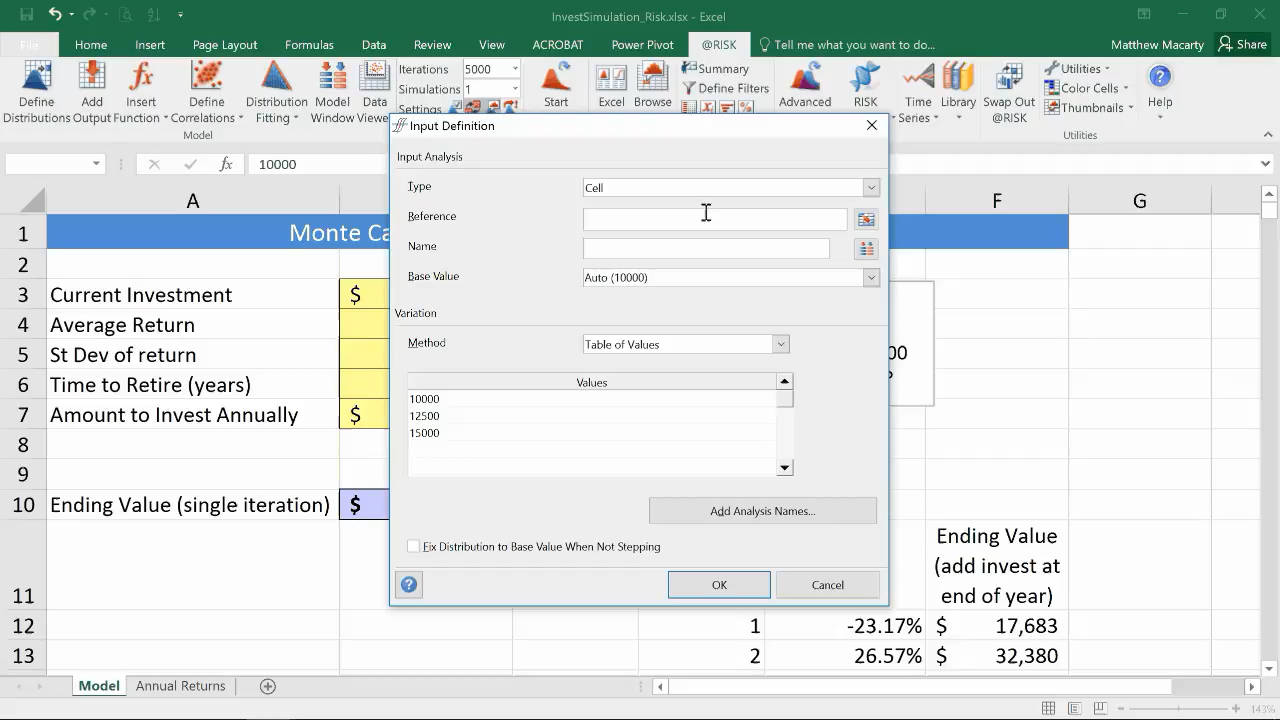 InvestSimulation_Risk.xlsx - Excel
File Home Insert Page Layout Formulas Data Review View ACROBAT Power Pivot @RISK Tell me what you want to do... Matthew Macarty Share
Iterations 5000
Simulations 1
Settings
Define Distributions
Add Output
Insert Function
Define Correlations
Distribution Fitting
Model Window
Data
Start
Excel
Browse
Summary
Define Filters
Advanced
RISK
Time Series
Library
Swap Out @RISK
Utilities
Color Cells
Thumbnails
Help
Model
Utilities
10000
Input Definition
Input Analysis
Type Cell
Reference
Name
Base Value Auto (10000)
Variation
Method Table of Values
Values
10000
12500
15000
Add Analysis Names...
Fix Distribution to Base Value When Not Stepping
OK Cancel
A F G
1 Monte Ca
2
3 Current Investment $
4 Average Return
5 St Dev of return
6 Time to Retire (years)
7 Amount to Invest Annually $
8
9
10 Ending Value (single iteration) $
11 Ending Value
(add invest at
end of year)
12 1 -23.17% $ 17,683
13 2 26.57% $ 32,380
Model Annual Returns
143%